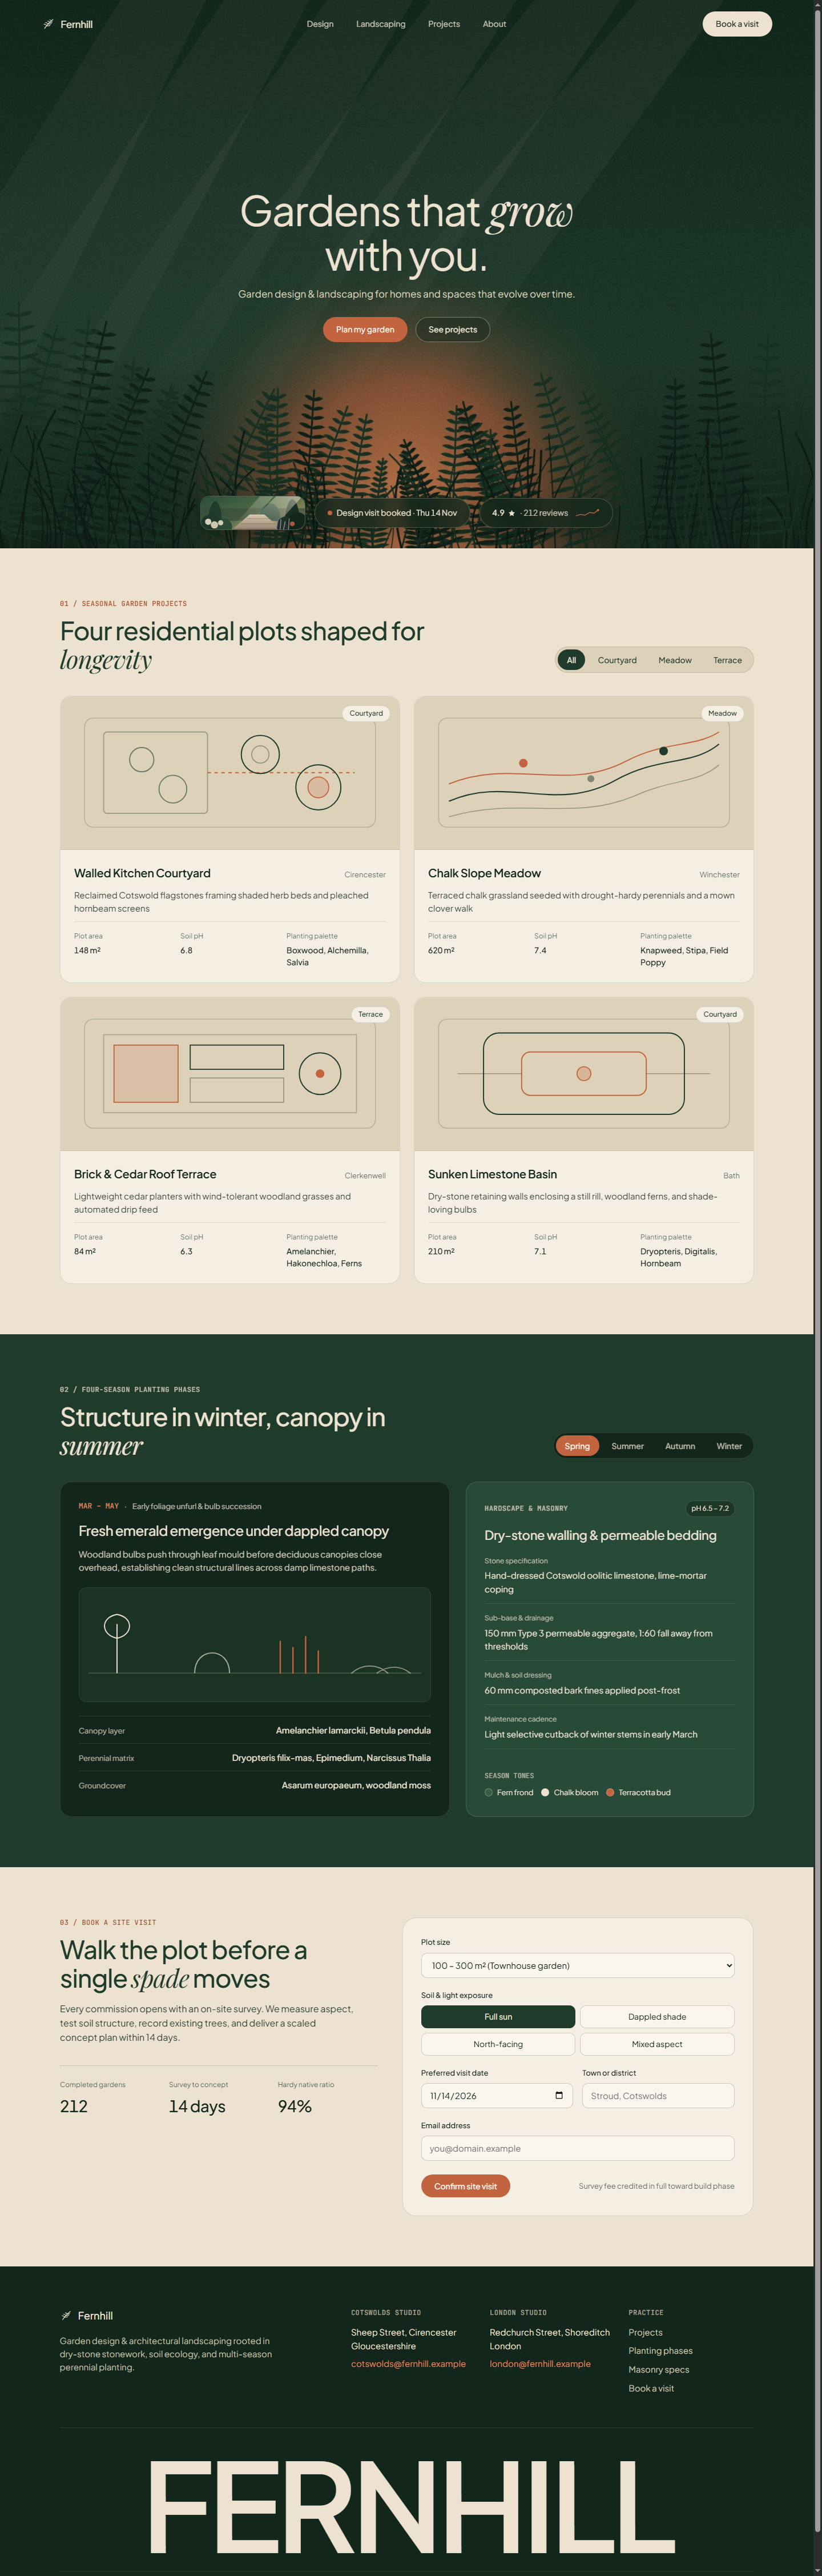 Fernhill
Design
Landscaping
Projects
About
Book a visit
Gardens that grow
with you.
Garden design & landscaping for homes and spaces that evolve over time.
Plan my garden
See projects
Design visit booked · Thu 14 Nov
4.9 ★ · 212 reviews
01 / SEASONAL GARDEN PROJECTS
Four residential plots shaped for
longevity
All
Courtyard
Meadow
Terrace
Courtyard
Walled Kitchen Courtyard
Cirencester
Reclaimed Cotswold flagstones framing shaded herb beds and pleached
hornbeam screens
Plot area
Soil pH
Planting palette
148 m²
6.8
Boxwood, Alchemilla,
Salvia
Meadow
Chalk Slope Meadow
Winchester
Terraced chalk grassland seeded with drought-hardy perennials and a mown
clover walk
Plot area
Soil pH
Planting palette
620 m²
7.4
Knapweed, Stipa, Field
Poppy
Terrace
Brick & Cedar Roof Terrace
Clerkenwell
Lightweight cedar planters with wind-tolerant woodland grasses and
automated drip feed
Plot area
Soil pH
Planting palette
84 m²
6.3
Amelanchier,
Hakonechloa, Ferns
Courtyard
Sunken Limestone Basin
Bath
Dry-stone retaining walls enclosing a still rill, woodland ferns, and shade-
loving bulbs
Plot area
Soil pH
Planting palette
210 m²
7.1
Dryopteris, Digitalis,
Hornbeam
02 / FOUR-SEASON PLANTING PHASES
Structure in winter, canopy in
summer
Spring
Summer
Autumn
Winter
MAR – MAY · Early foliage unfurl & bulb succession
Fresh emerald emergence under dappled canopy
Woodland bulbs push through leaf mould before deciduous canopies close
overhead, establishing clean structural lines across damp limestone paths.
Canopy layer
Amelanchier lamarckii, Betula pendula
Perennial matrix
Dryopteris filix-mas, Epimedium, Narcissus Thalia
Groundcover
Asarum europaeum, woodland moss
HARDSCAPE & MASONRY
pH 6.5 – 7.2
Dry-stone walling & permeable bedding
Stone specification
Hand-dressed Cotswold oolitic limestone, lime-mortar
coping
Sub-base & drainage
150 mm Type 3 permeable aggregate, 1:60 fall away from
thresholds
Mulch & soil dressing
60 mm composted bark fines applied post-frost
Maintenance cadence
Light selective cutback of winter stems in early March
SEASON TONES
Fern frond
Chalk bloom
Terracotta bud
03 / BOOK A SITE VISIT
Walk the plot before a
single spade moves
Every commission opens with an on-site survey. We measure aspect,
test soil structure, record existing trees, and deliver a scaled
concept plan within 14 days.
Completed gardens
Survey to concept
Hardy native ratio
212
14 days
94%
Plot size
100 – 300 m² (Townhouse garden)
Soil & light exposure
Full sun
Dappled shade
North-facing
Mixed aspect
Preferred visit date
Town or district
11/14/2026
Stroud, Cotswolds
Email address
you@domain.example
Confirm site visit
Survey fee credited in full toward build phase
Fernhill
Garden design & architectural landscaping rooted in
dry-stone stonework, soil ecology, and multi-season
perennial planting.
COTSWOLDS STUDIO
Sheep Street, Cirencester
Gloucestershire
cotswolds@fernhill.example
LONDON STUDIO
Redchurch Street, Shoreditch
London
london@fernhill.example
PRACTICE
Projects
Planting phases
Masonry specs
Book a visit
FERNHILL